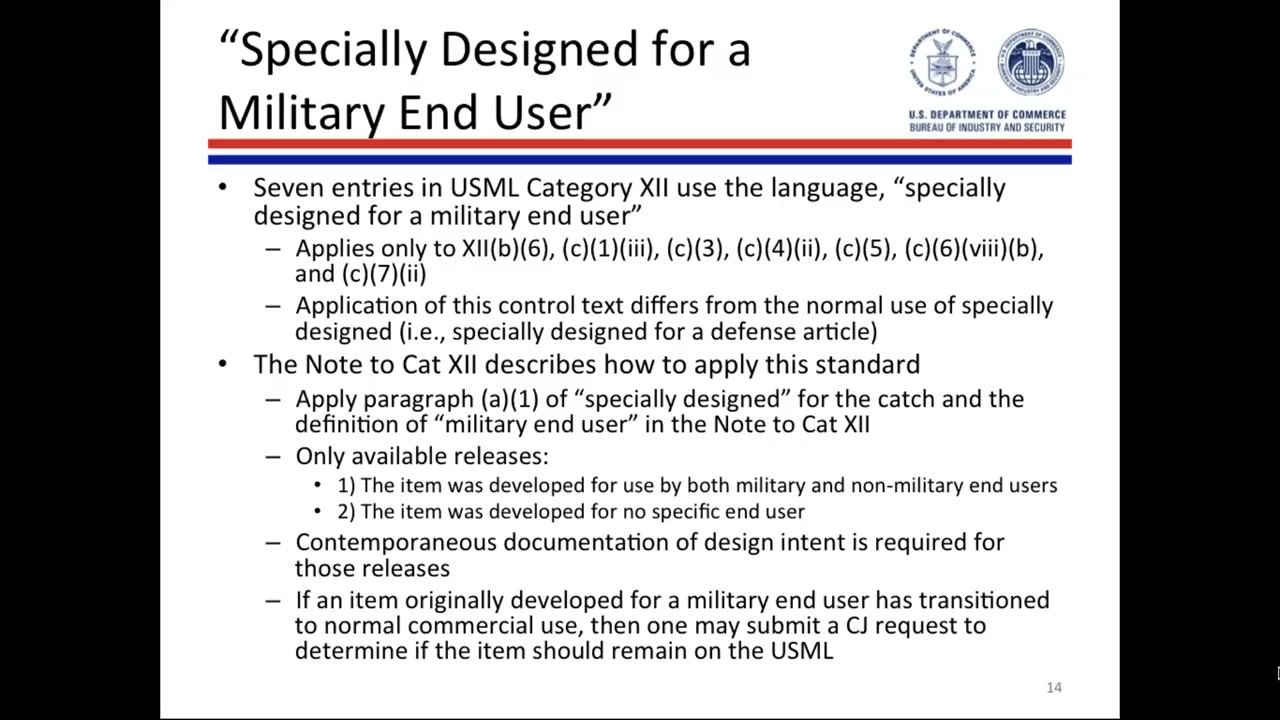 “Specially Designed for a
Military End User”
U.S. DEPARTMENT OF COMMERCE
BUREAU OF INDUSTRY AND SECURITY
• Seven entries in USML Category XII use the language, “specially
designed for a military end user”
– Applies only to XII(b)(6), (c)(1)(iii), (c)(3), (c)(4)(ii), (c)(5), (c)(6)(viii)(b),
and (c)(7)(ii)
– Application of this control text differs from the normal use of specially
designed (i.e., specially designed for a defense article)
• The Note to Cat XII describes how to apply this standard
– Apply paragraph (a)(1) of “specially designed” for the catch and the
definition of “military end user” in the Note to Cat XII
– Only available releases:
• 1) The item was developed for use by both military and non-military end users
• 2) The item was developed for no specific end user
– Contemporaneous documentation of design intent is required for
those releases
– If an item originally developed for a military end user has transitioned
to normal commercial use, then one may submit a CJ request to
determine if the item should remain on the USML
14